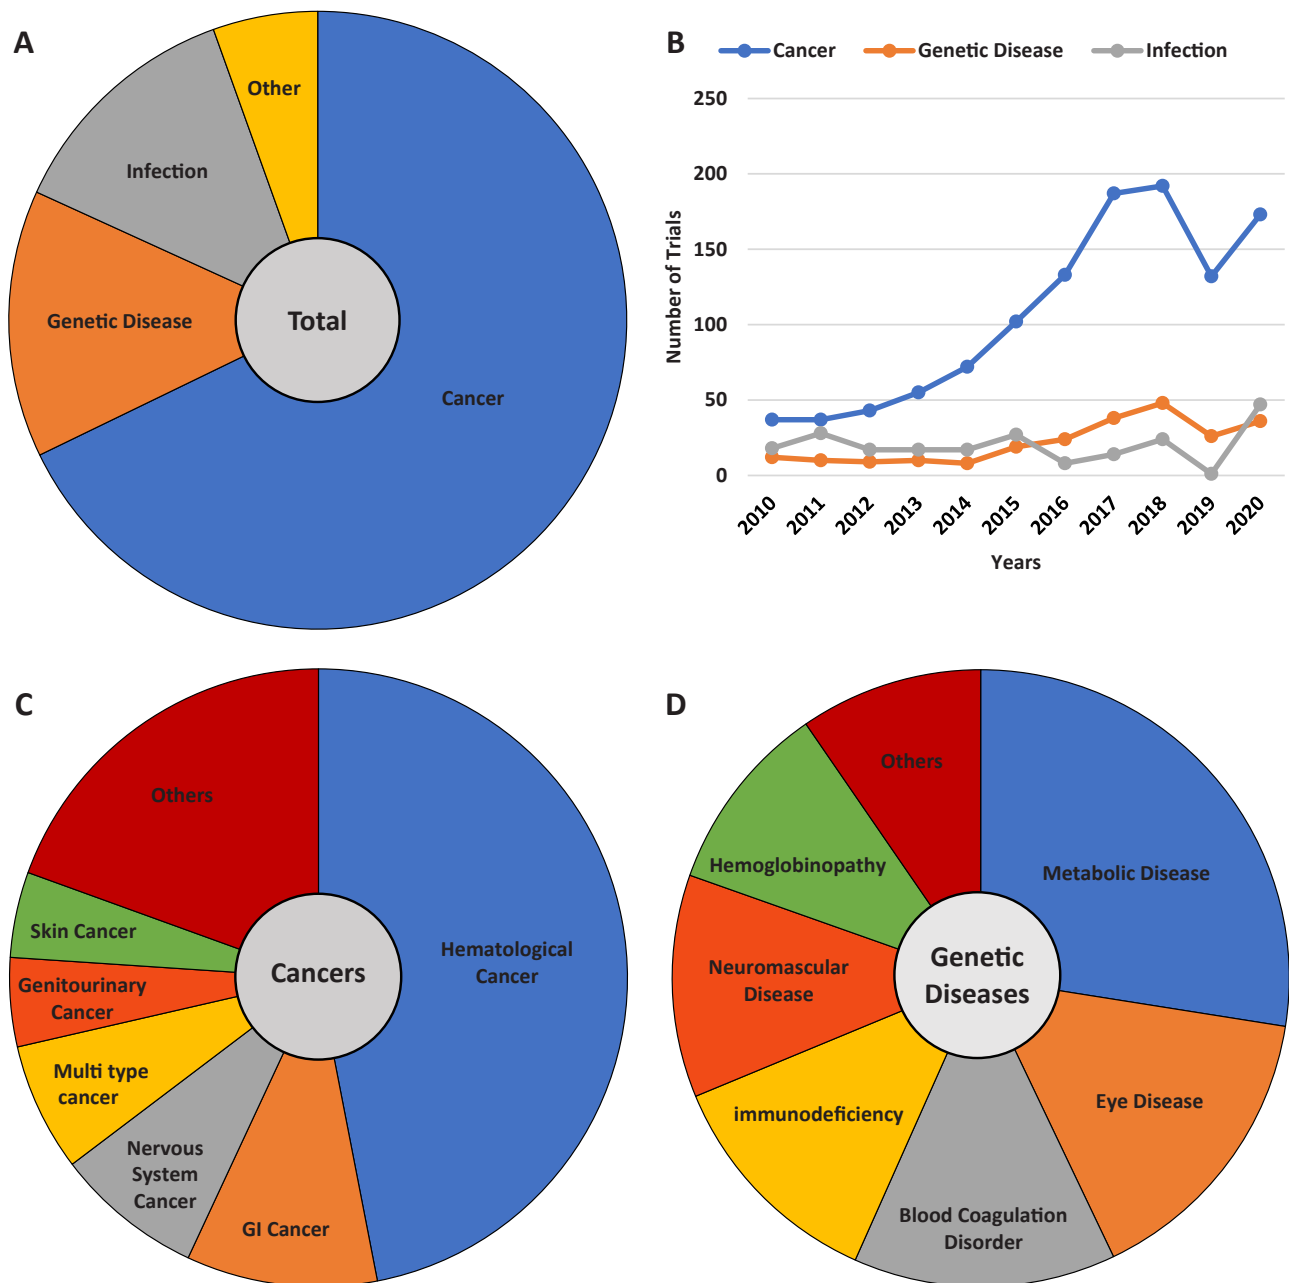 A
Other
Infection
Genetic Disease
Total
Cancer
B
Cancer
Genetic Disease
Infection
250
200
150
100
50
0
Number of Trials
2010
2011
2012
2013
2014
2015
2016
2017
2018
2019
2020
Years
C
Others
Hematological
Cancer
Skin Cancer
Cancers
Genitourinary
Cancer
Multi type
cancer
Nervous
System
Cancer
GI Cancer
D
Others
Metabolic Disease
Hemoglobinopathy
Genetic
Diseases
Neuromascular
Disease
Eye Disease
immunodeficiency
Blood Coagulation
Disorder